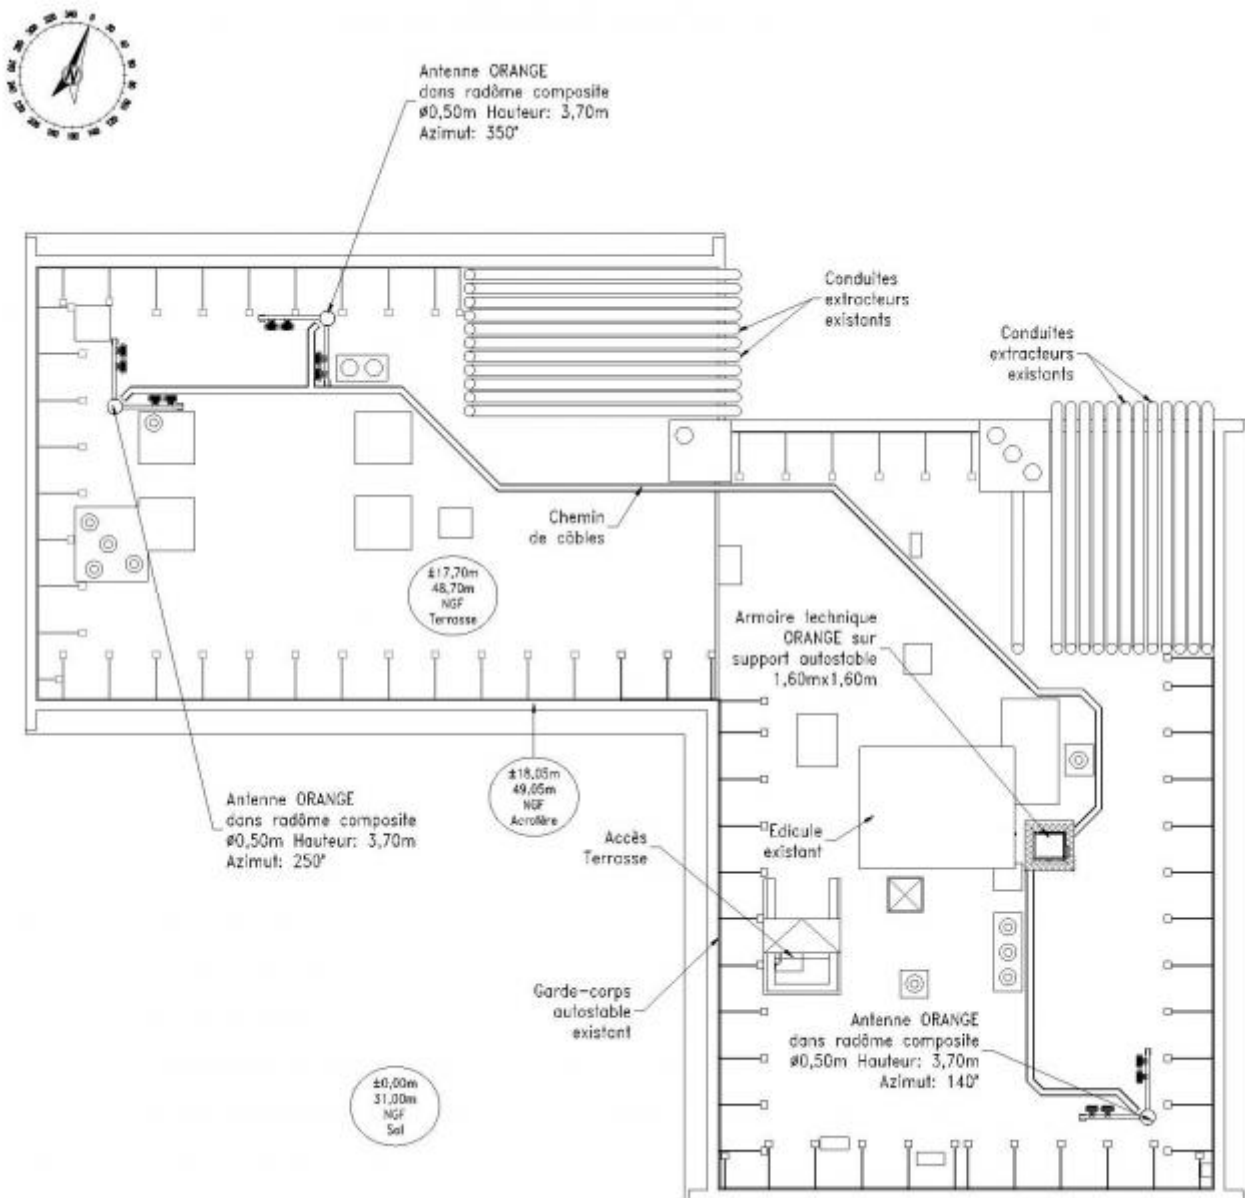 Antenne ORANGE
dans radôme composite
ø0,50m Hauteur: 3,70m
Azimut: 350°
Conduites
extracteurs
existants
Conduites
extracteurs
existants
Chemin
de câbles
±17,70m
48,70m
NGF
Terrasse
Armoire technique
ORANGE sur
support autostable
1,60mx1,60m
±18,05m
49,05m
NGF
Acrotère
Antenne ORANGE
dans radôme composite
ø0,50m Hauteur: 3,70m
Azimut: 250°
Accès
Terrasse
Edicule
existant
Garde-corps
autostable
existant
Antenne ORANGE
dans radôme composite
ø0,50m Hauteur: 3,70m
Azimut: 140°
±0,00m
31,00m
NGF
Sol